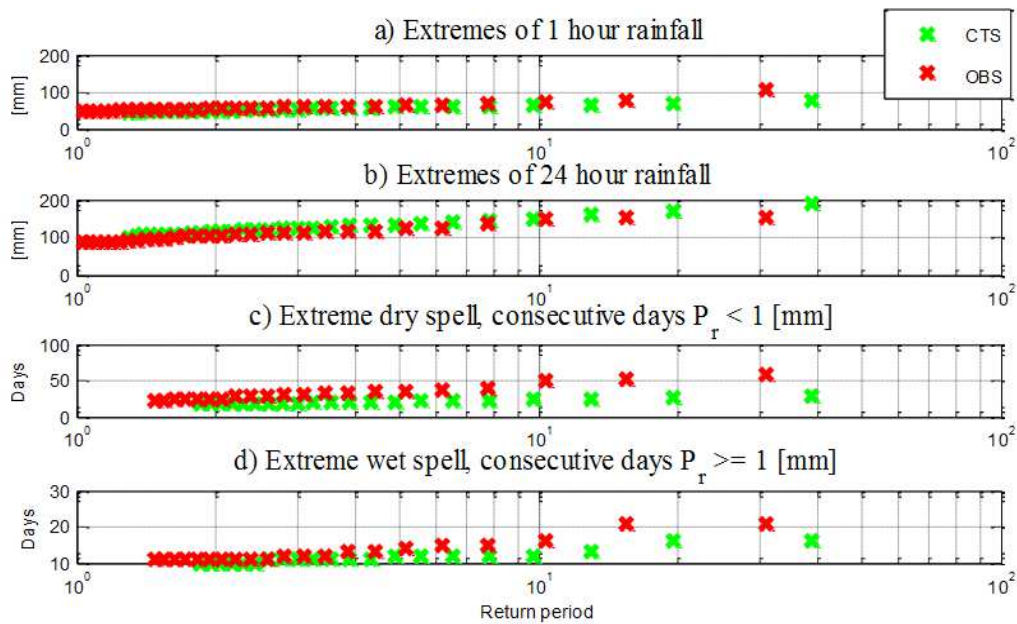 a) Extremes of 1 hour rainfall
CTS
OBS
[mm]
200
100
0
10^0
10^1
10^2
b) Extremes of 24 hour rainfall
[mm]
200
100
0
10^0
10^1
10^2
c) Extreme dry spell, consecutive days P_r < 1 [mm]
Days
100
50
0
10^0
10^1
10^2
d) Extreme wet spell, consecutive days P_r >= 1 [mm]
Days
30
20
10
10^0
10^1
10^2
Return period